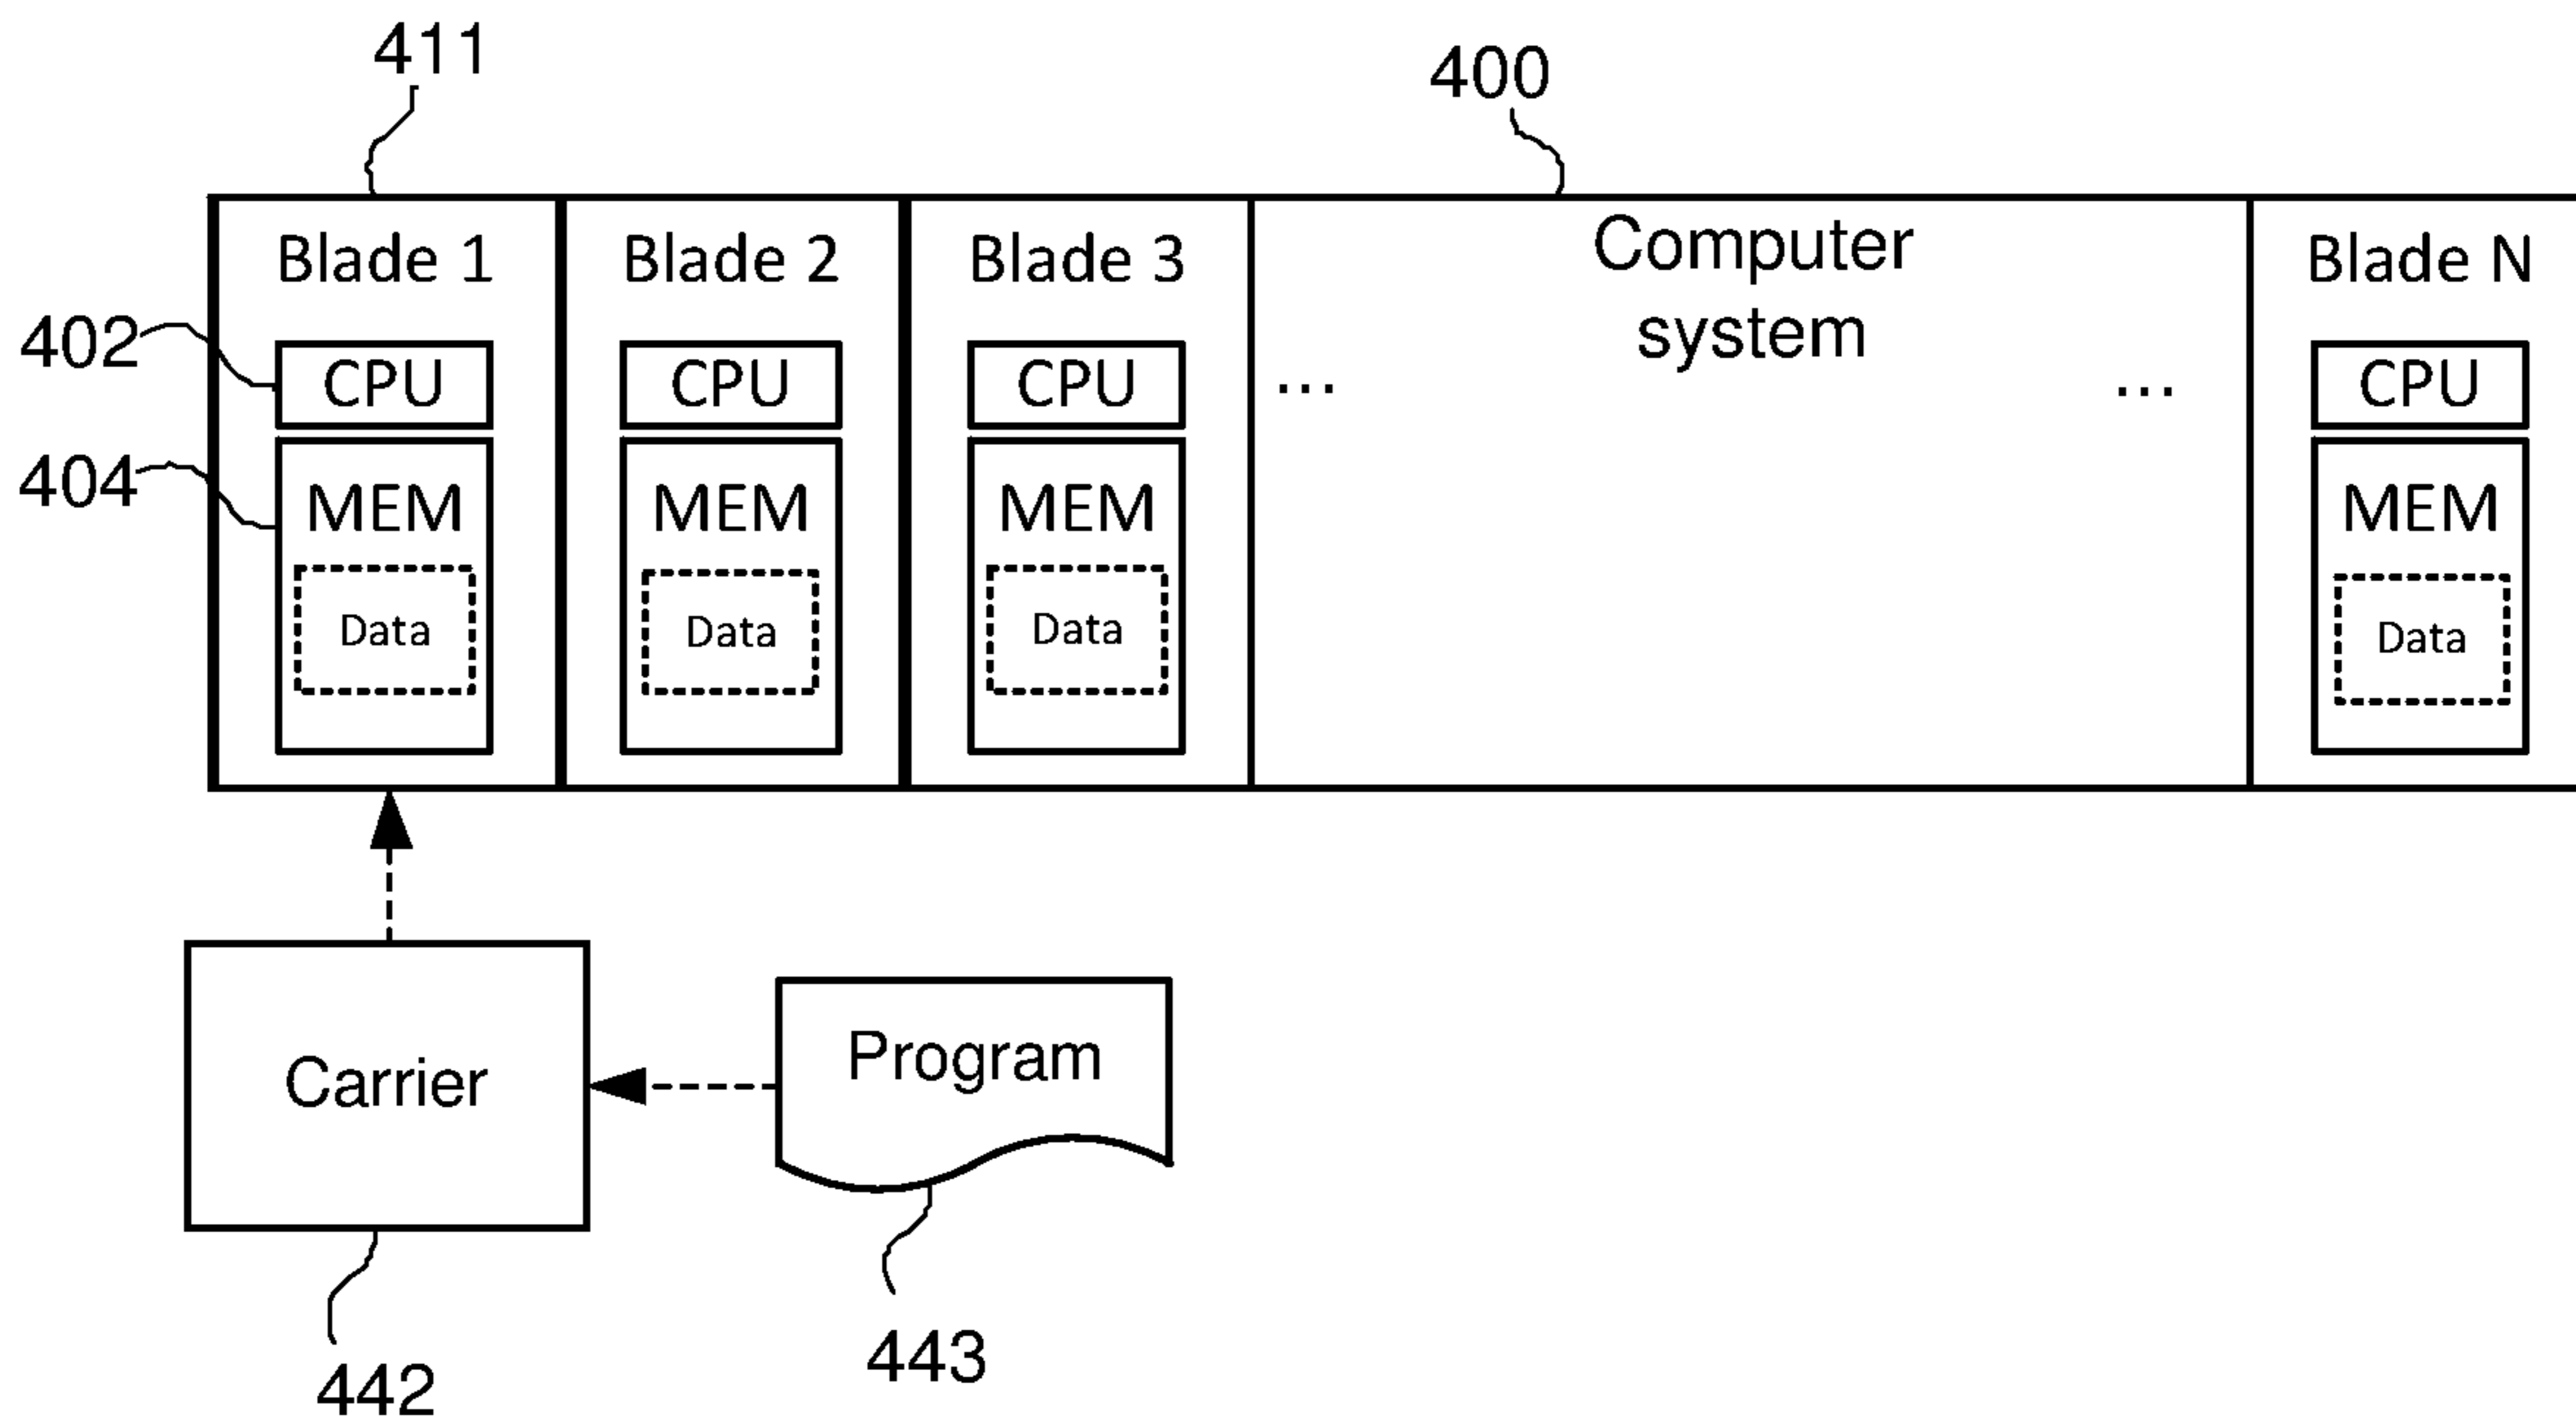 411
400
Blade 1
Blade 2
Blade 3
Computer
system
Blade N
402
CPU
CPU
CPU
...
...
CPU
404
MEM
MEM
MEM
MEM
Data
Data
Data
Data
Carrier
Program
442
443